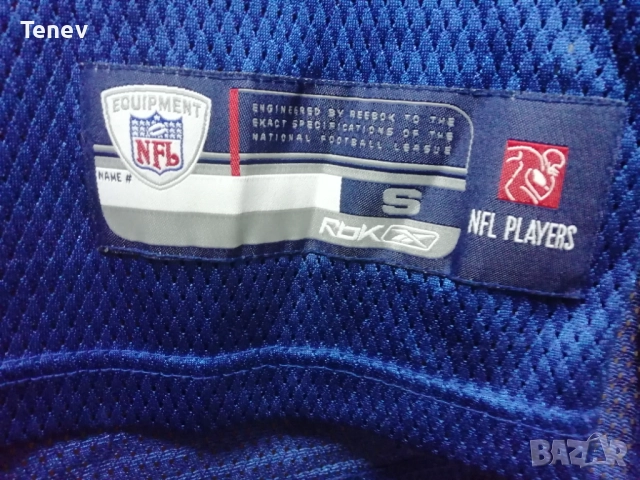 Tenev
EQUIPMENT
NFL
NAME #
ENGINEERED BY REEBOK TO THE
EXACT SPECIFICATIONS OF THE
NATIONAL FOOTBALL LEAGUE
S
RbK
NFL PLAYERS
BAZAR